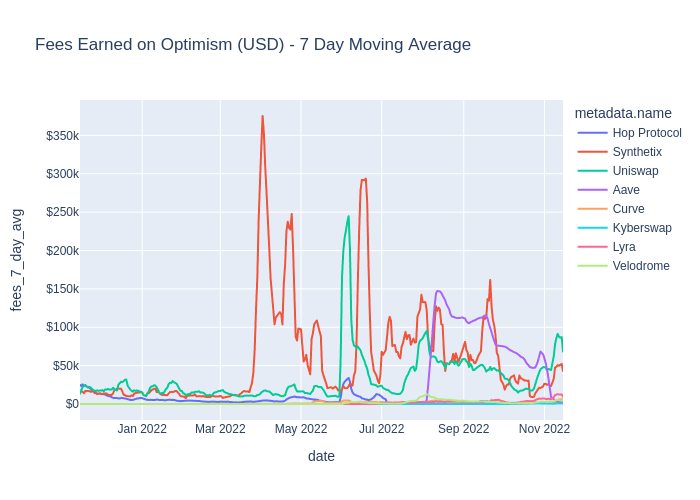 Fees Earned on Optimism (USD) - 7 Day Moving Average
metadata.name
Hop Protocol
Synthetix
Uniswap
Aave
Curve
Kyberswap
Lyra
Velodrome
fees_7_day_avg
$350k
$300k
$250k
$200k
$150k
$100k
$50k
$0
Jan 2022
Mar 2022
May 2022
Jul 2022
Sep 2022
Nov 2022
date